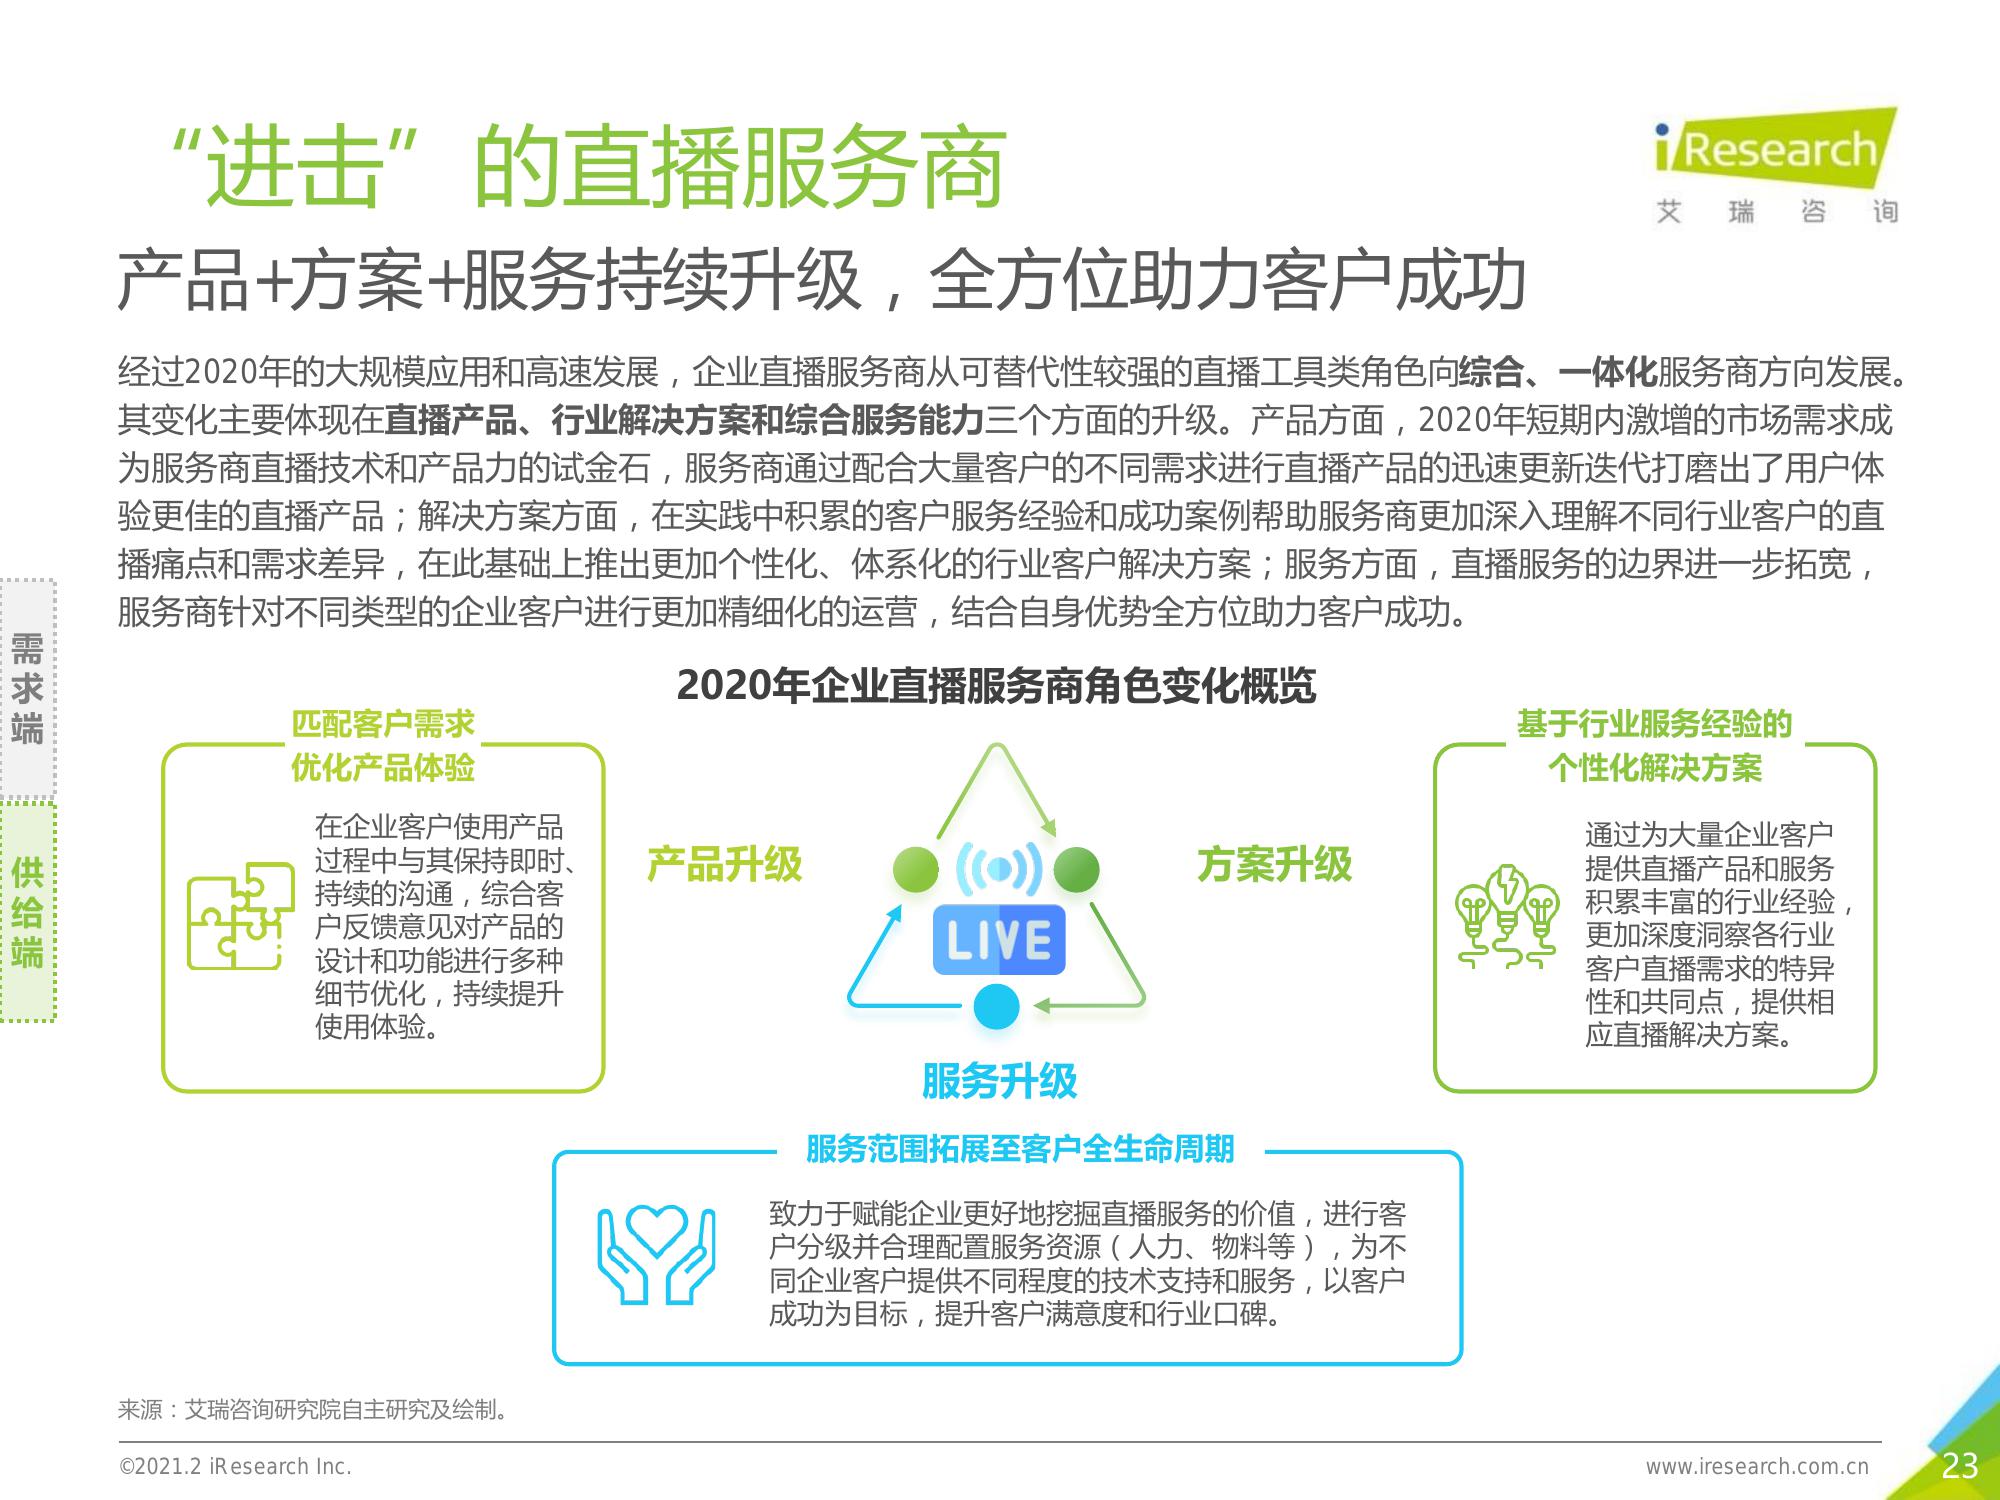 “进击”的直播服务商
iResearch
艾瑞咨询
产品+方案+服务持续升级，全方位助力客户成功
经过2020年的大规模应用和高速发展，企业直播服务商从可替代性较强的直播工具类角色向综合、一体化服务商方向发展。
其变化主要体现在直播产品、行业解决方案和综合服务能力三个方面的升级。产品方面，2020年短期内激增的市场需求成
为服务商直播技术和产品力的试金石，服务商通过配合大量客户的不同需求进行直播产品的迅速更新迭代打磨出了用户体
验更佳的直播产品；解决方案方面，在实践中积累的客户服务经验和成功案例帮助服务商更加深入理解不同行业客户的直
播痛点和需求差异，在此基础上推出更加个性化、体系化的行业客户解决方案；服务方面，直播服务的边界进一步拓宽，
服务商针对不同类型的企业客户进行更加精细化的运营，结合自身优势全方位助力客户成功。
需求端
供给端
2020年企业直播服务商角色变化概览
匹配客户需求
优化产品体验
在企业客户使用产品
过程中与其保持即时、
持续的沟通，综合客
户反馈意见对产品的
设计和功能进行多种
细节优化，持续提升
使用体验。
产品升级
LIVE
方案升级
服务升级
基于行业服务经验的
个性化解决方案
通过为大量企业客户
提供直播产品和服务
积累丰富的行业经验，
更加深度洞察各行业
客户直播需求的特异
性和共同点，提供相
应直播解决方案。
服务范围拓展至客户全生命周期
致力于赋能企业更好地挖掘直播服务的价值，进行客
户分级并合理配置服务资源（人力、物料等），为不
同企业客户提供不同程度的技术支持和服务，以客户
成功为目标，提升客户满意度和行业口碑。
来源：艾瑞咨询研究院自主研究及绘制。
©2021.2 iResearch Inc.
www.iresearch.com.cn
23